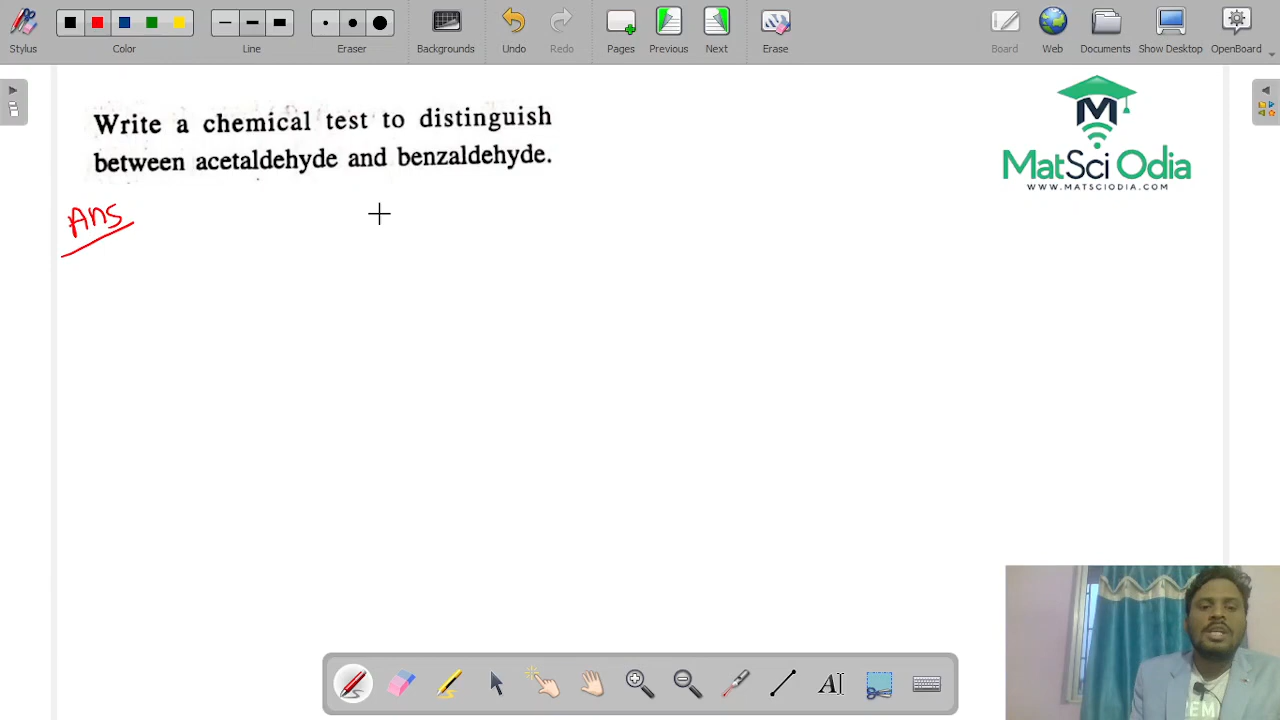 Stylus
Color
Line
Eraser
Backgrounds
Undo
Redo
Pages
Previous
Next
Erase
Board
Web
Documents
Show Desktop
OpenBoard
Write a chemical test to distinguish
between acetaldehyde and benzaldehyde.
Ans
M
MatSci Odia
WWW.MATSCIODIA.COM
AI